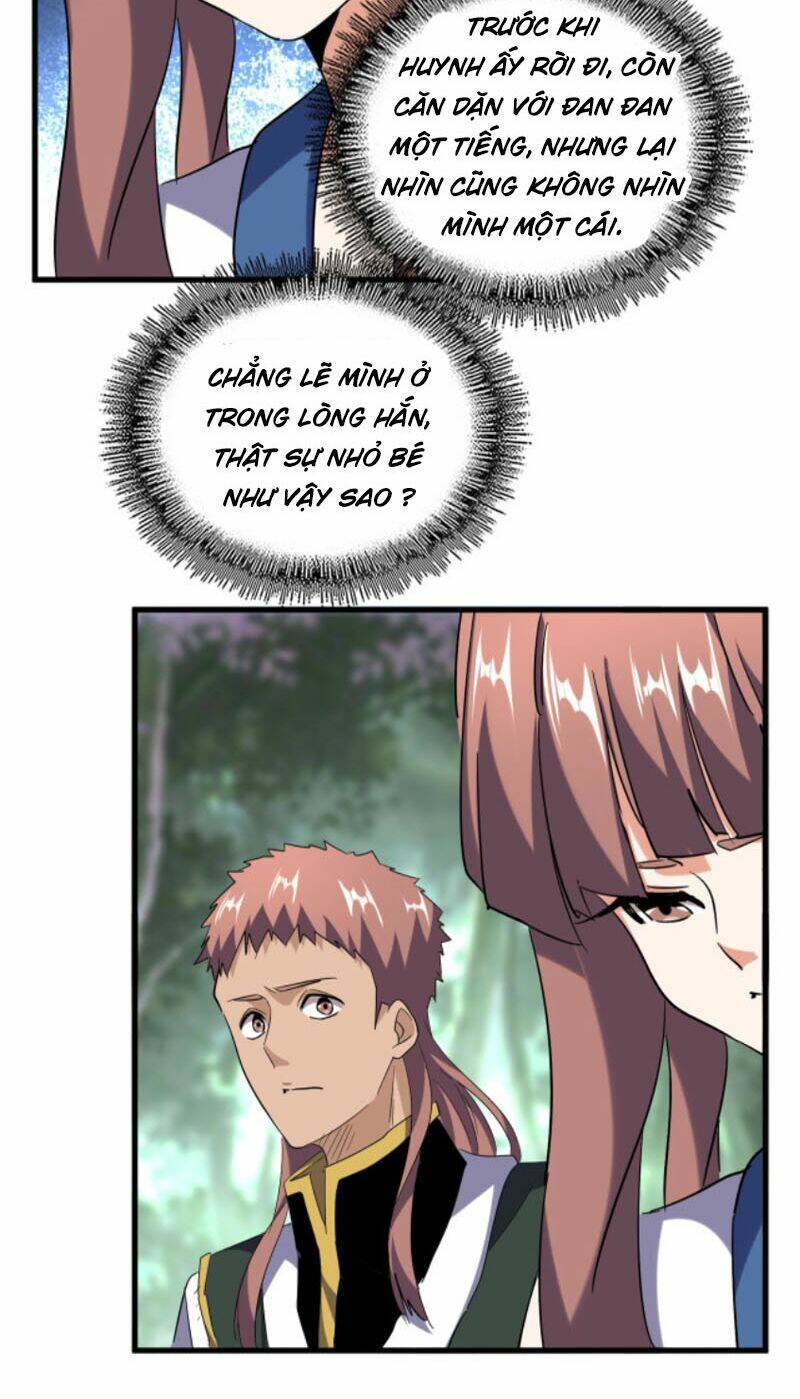 TRƯỚC KHI
HUYNH ẤY RỜI ĐI, CÒN
CĂN DẶN VỚI ĐAN ĐAN
MỘT TIẾNG, NHƯNG LẠI
NHÌN CŨNG KHÔNG NHÌN
MÌNH MỘT CÁI.
CHẲNG LẼ MÌNH Ở
TRONG LÒNG HẮN,
THẬT SỰ NHỎ BÉ
NHƯ VẬY SAO ?